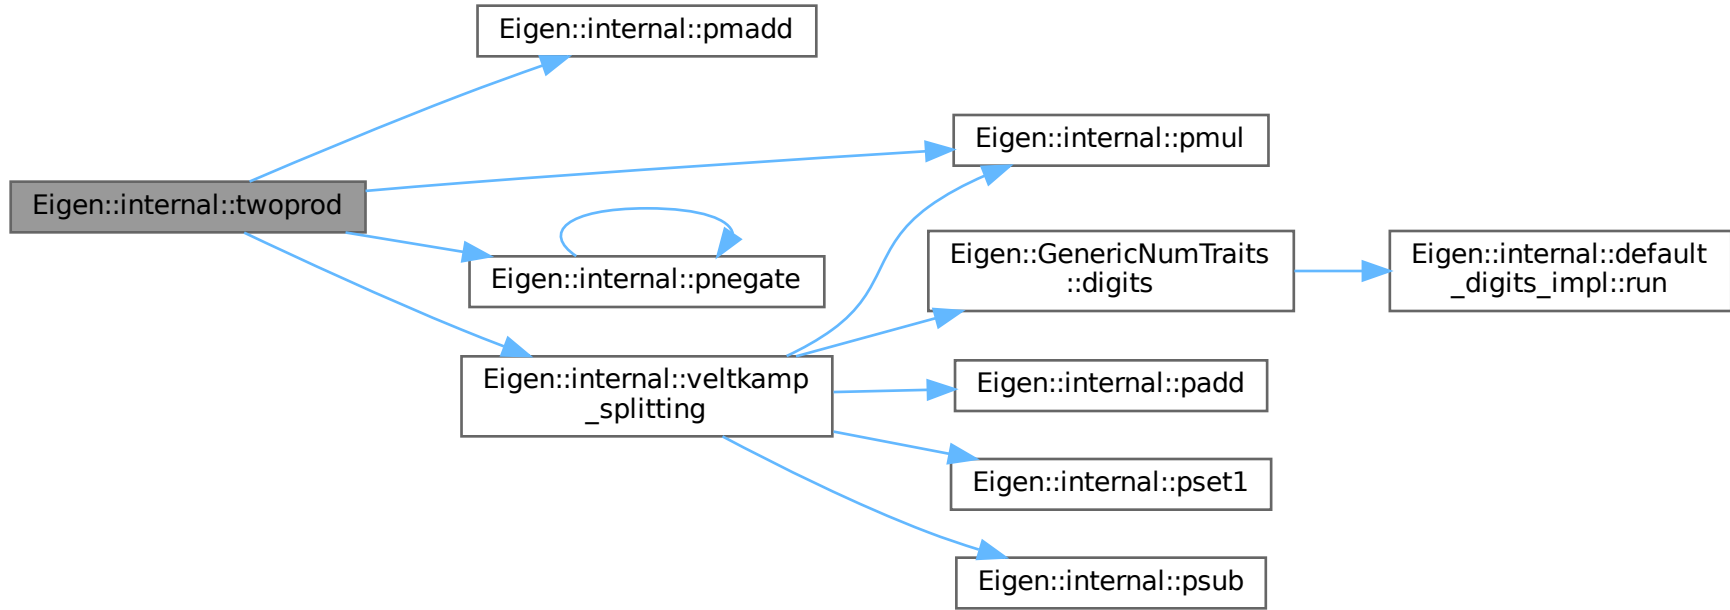 Eigen::internal::pmadd
Eigen::internal::pmul
Eigen::internal::twoprod
Eigen::GenericNumTraits
::digits
Eigen::internal::default
_digits_impl::run
Eigen::internal::pnegate
Eigen::internal::veltkamp
_splitting
Eigen::internal::padd
Eigen::internal::pset1
Eigen::internal::psub